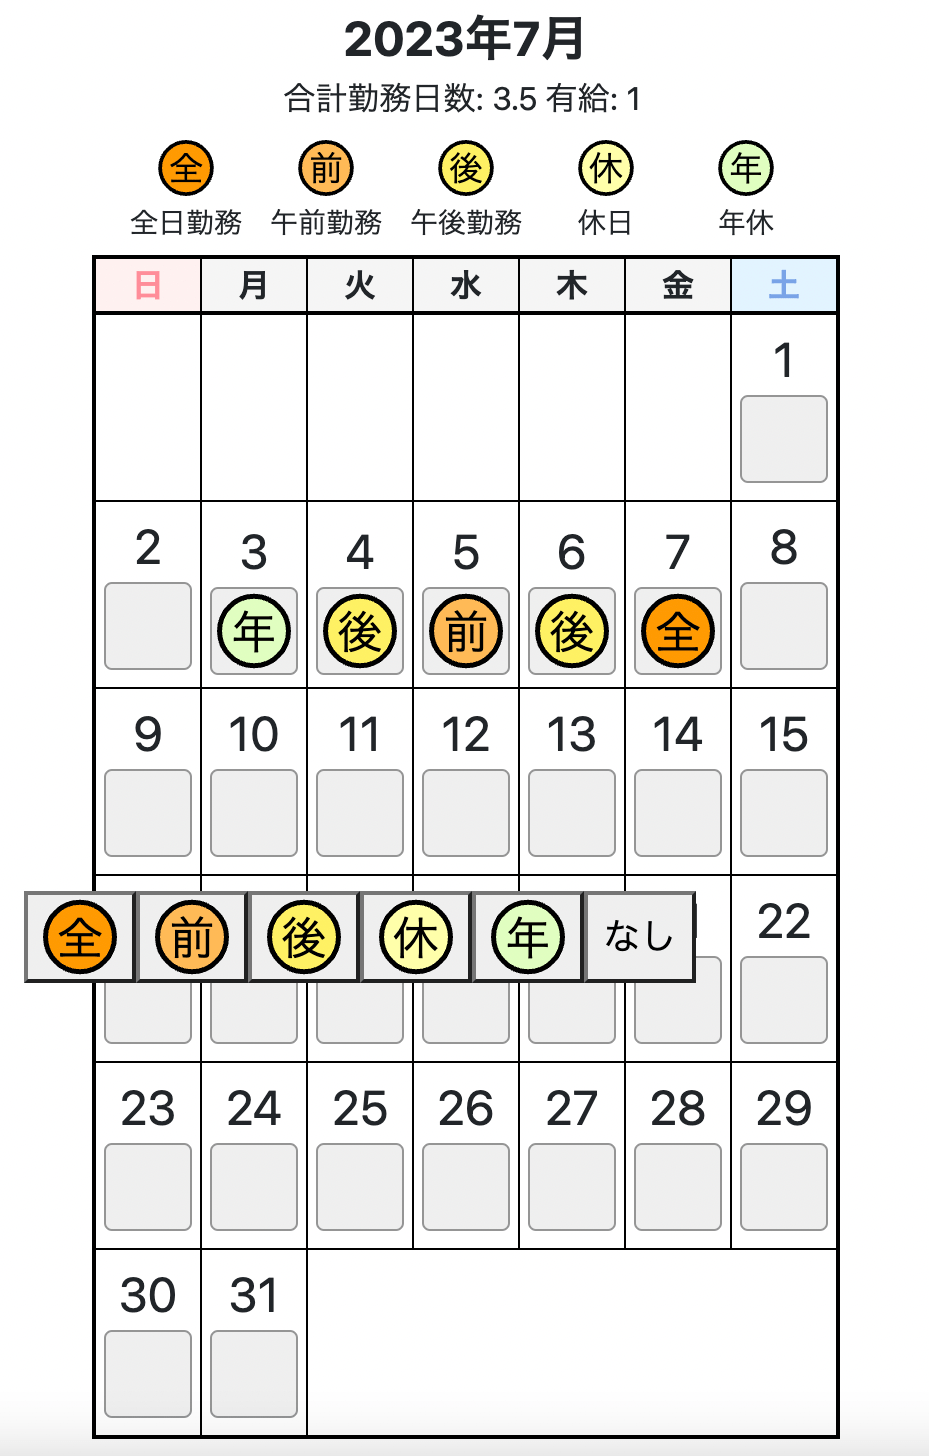 2023年7月
合計勤務日数: 3.5 有給: 1
全 前 後 休 年
全日勤務 午前勤務 午後勤務 休日 年休
日 月 火 水 木 金 土
1
2 3 4 5 6 7 8
年 後 前 後 全
9 10 11 12 13 14 15
全 前 後 休 年 なし 22
23 24 25 26 27 28 29
30 31